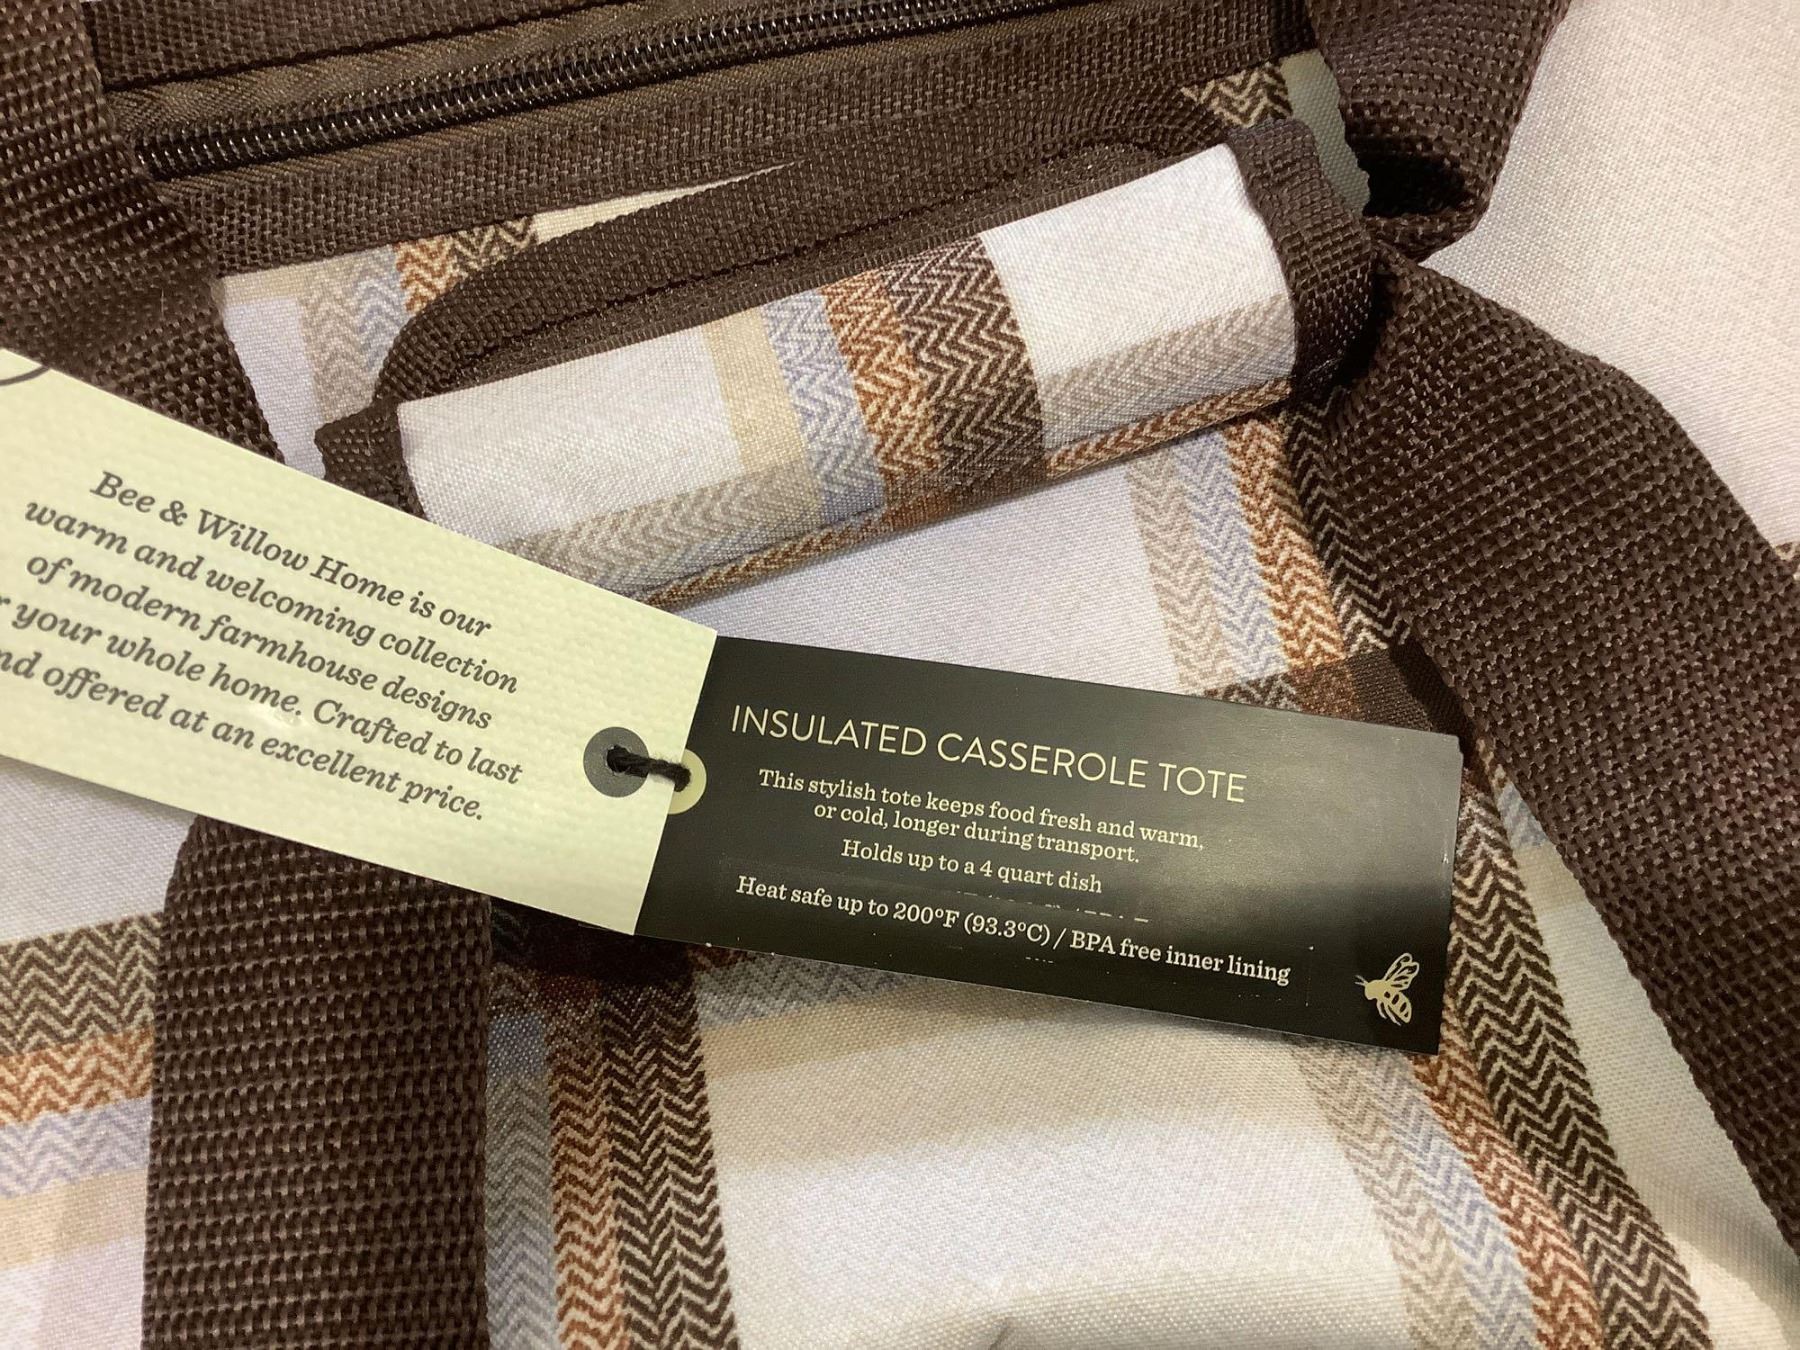 Bee & Willow Home is our
warm and welcoming collection
of modern farmhouse designs
your whole home. Crafted to last
offered at an excellent price.
INSULATED CASSEROLE TOTE
This stylish tote keeps food fresh and warm,
or cold, longer during transport.
Holds up to a 4 quart dish
Heat safe up to 200°F (93.3°C) / BPA free inner lining